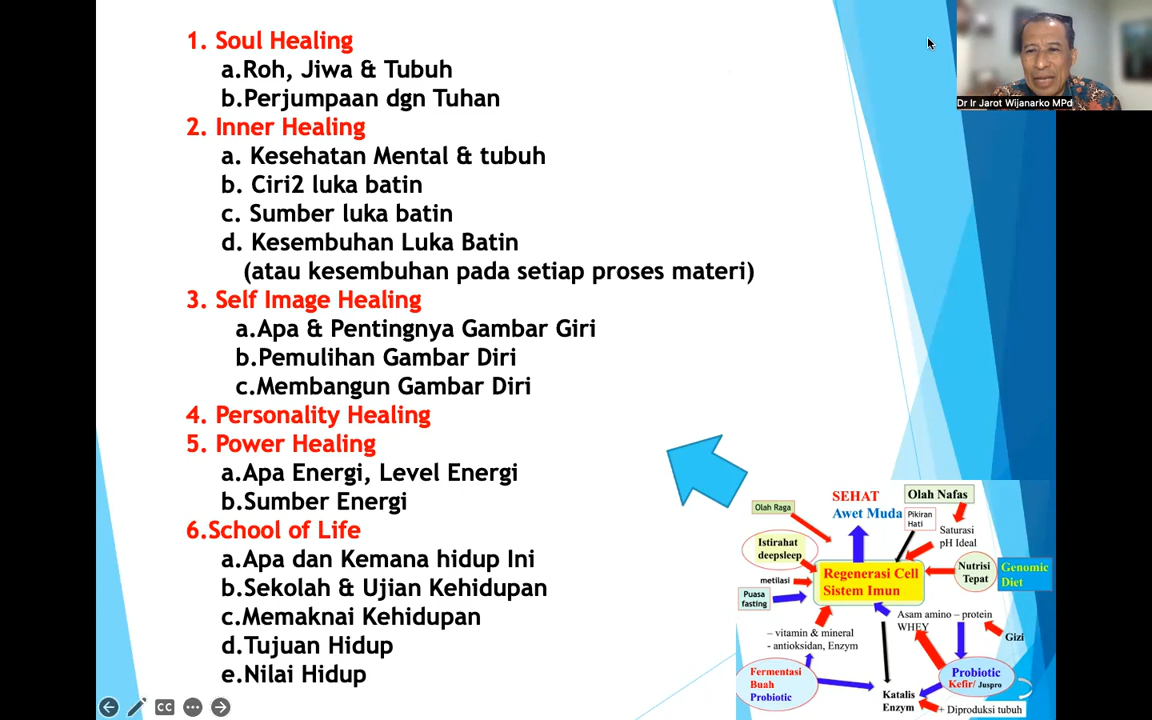 1. Soul Healing
a.Roh, Jiwa & Tubuh
b.Perjumpaan dgn Tuhan
2. Inner Healing
a. Kesehatan Mental & tubuh
b. Ciri2 luka batin
c. Sumber luka batin
d. Kesembuhan Luka Batin
(atau kesembuhan pada setiap proses materi)
3. Self Image Healing
a.Apa & Pentingnya Gambar Giri
b.Pemulihan Gambar Diri
c.Membangun Gambar Diri
4. Personality Healing
5. Power Healing
a.Apa Energi, Level Energi
b.Sumber Energi
6.School of Life
a.Apa dan Kemana hidup Ini
b.Sekolah & Ujian Kehidupan
c.Memaknai Kehidupan
d.Tujuan Hidup
e.Nilai Hidup
Dr Ir Jarot Wijanarko MPd
SEHAT
Awet Muda
Olah Nafas
Olah Raga
Pikiran
Hati
Saturasi
pH Ideal
Istirahat
deepsleep
Regenerasi Cell
Sistem Imun
Nutrisi
Tepat
Genomic
Diet
metilasi
Puasa
fasting
Asam amino – protein
WHEY
Gizi
– vitamin & mineral
- antioksidan, Enzym
Fermentasi
Buah
Probiotic
Probiotic
Kefir/ Juspro
Katalis
Enzym
+ Diproduksi tubuh
CC